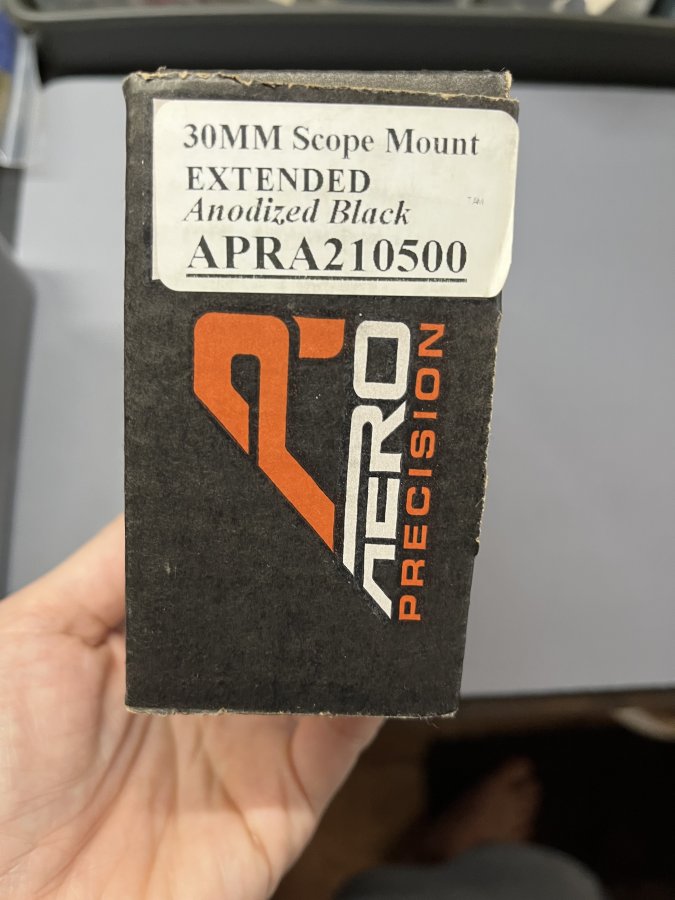 30MM Scope Mount
EXTENDED
Anodized Black
APRA210500
AERO
PRECISION